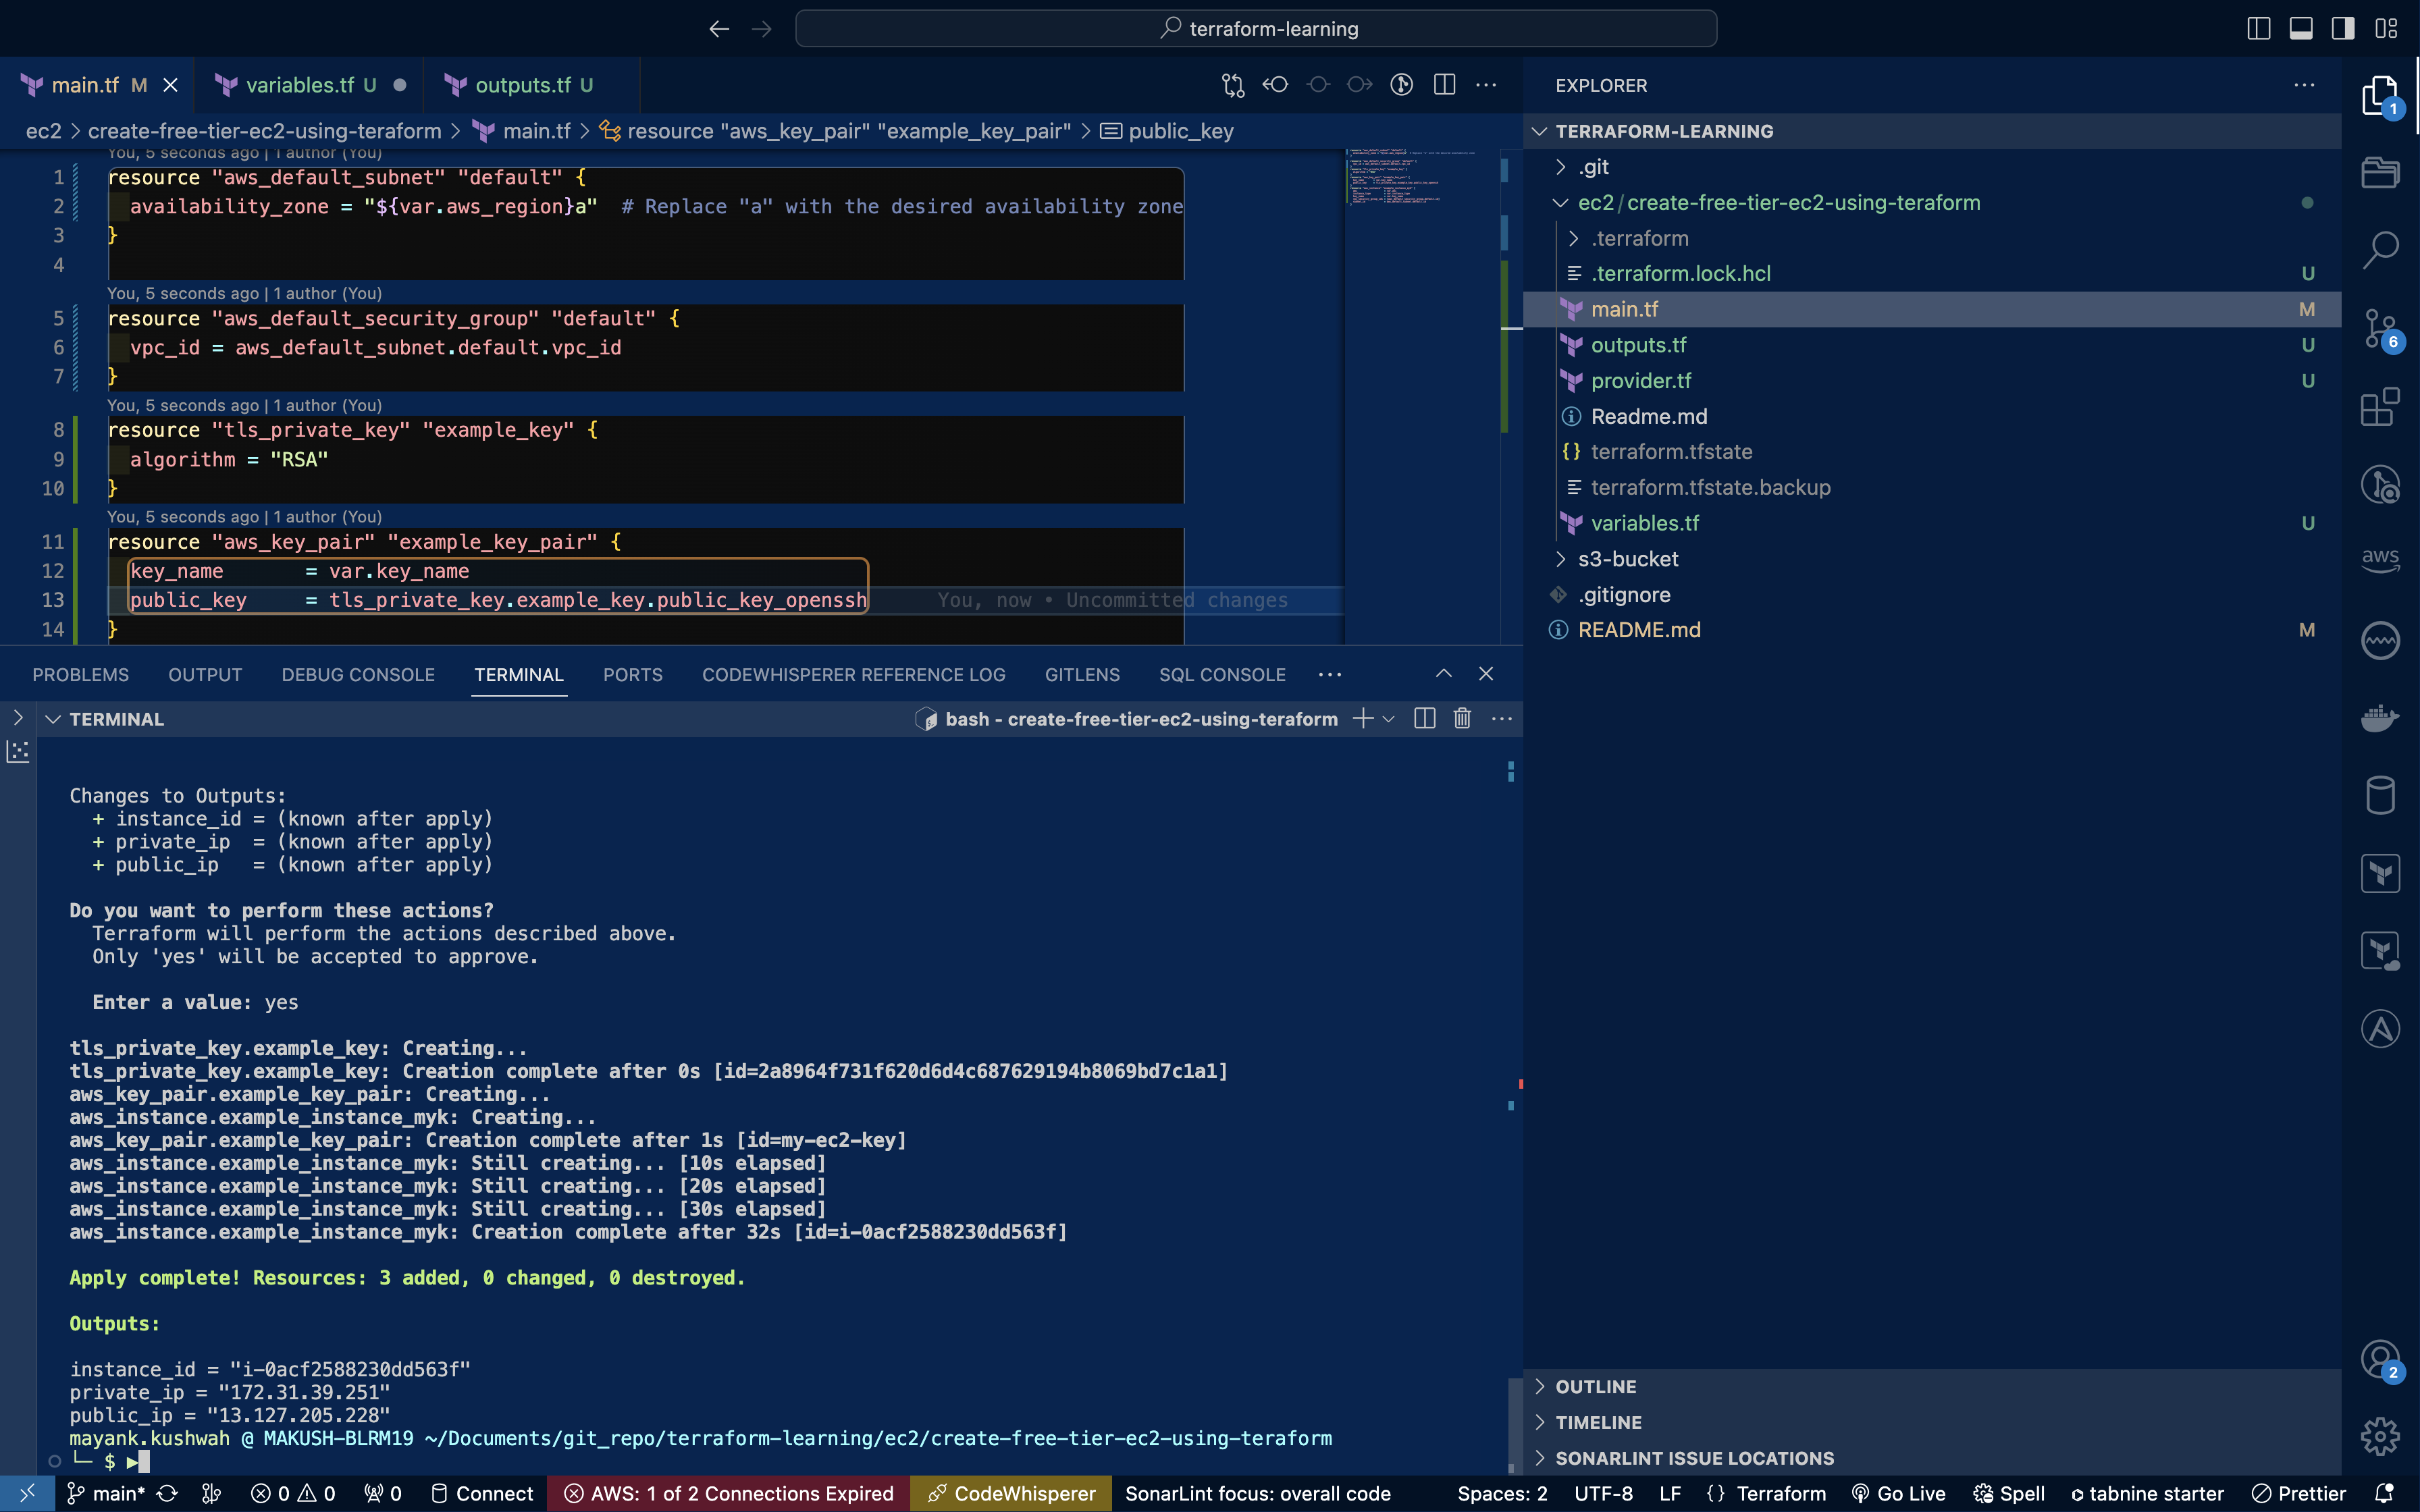 terraform-learning
main.tf M
variables.tf U
outputs.tf U
ec2 > create-free-tier-ec2-using-teraform > main.tf > resource "aws_key_pair" "example_key_pair" > public_key
You, 5 seconds ago | 1 author (You)
1 resource "aws_default_subnet" "default" {
2 availability_zone = "${var.aws_region}a" # Replace "a" with the desired availability zone
3 }
4
You, 5 seconds ago | 1 author (You)
5 resource "aws_default_security_group" "default" {
6 vpc_id = aws_default_subnet.default.vpc_id
7 }
You, 5 seconds ago | 1 author (You)
8 resource "tls_private_key" "example_key" {
9 algorithm = "RSA"
10 }
You, 5 seconds ago | 1 author (You)
11 resource "aws_key_pair" "example_key_pair" {
12 key_name = var.key_name
13 public_key = tls_private_key.example_key.public_key_openssh You, now • Uncommitted changes
14 }
PROBLEMS OUTPUT DEBUG CONSOLE TERMINAL PORTS CODEWHISPERER REFERENCE LOG GITLENS SQL CONSOLE
TERMINAL
bash - create-free-tier-ec2-using-teraform
Changes to Outputs:
+ instance_id = (known after apply)
+ private_ip = (known after apply)
+ public_ip = (known after apply)
Do you want to perform these actions?
Terraform will perform the actions described above.
Only 'yes' will be accepted to approve.
Enter a value: yes
tls_private_key.example_key: Creating...
tls_private_key.example_key: Creation complete after 0s [id=2a8964f731f620d6d4c687629194b8069bd7c1a1]
aws_key_pair.example_key_pair: Creating...
aws_instance.example_instance_myk: Creating...
aws_key_pair.example_key_pair: Creation complete after 1s [id=my-ec2-key]
aws_instance.example_instance_myk: Still creating... [10s elapsed]
aws_instance.example_instance_myk: Still creating... [20s elapsed]
aws_instance.example_instance_myk: Still creating... [30s elapsed]
aws_instance.example_instance_myk: Creation complete after 32s [id=i-0acf2588230dd563f]
Apply complete! Resources: 3 added, 0 changed, 0 destroyed.
Outputs:
instance_id = "i-0acf2588230dd563f"
private_ip = "172.31.39.251"
public_ip = "13.127.205.228"
mayank.kushwah @ MAKUSH-BLRM19 ~/Documents/git_repo/terraform-learning/ec2/create-free-tier-ec2-using-teraform
└─ $ ▶
EXPLORER
TERRAFORM-LEARNING
.git
ec2/create-free-tier-ec2-using-teraform
.terraform
.terraform.lock.hcl U
main.tf M
outputs.tf U
provider.tf U
Readme.md
terraform.tfstate
terraform.tfstate.backup
variables.tf U
s3-bucket
.gitignore
README.md M
OUTLINE
TIMELINE
SONARLINT ISSUE LOCATIONS
1
6
aws
2
main* 0 0 0 Connect AWS: 1 of 2 Connections Expired CodeWhisperer SonarLint focus: overall code Spaces: 2 UTF-8 LF {} Terraform Go Live Spell tabnine starter Prettier